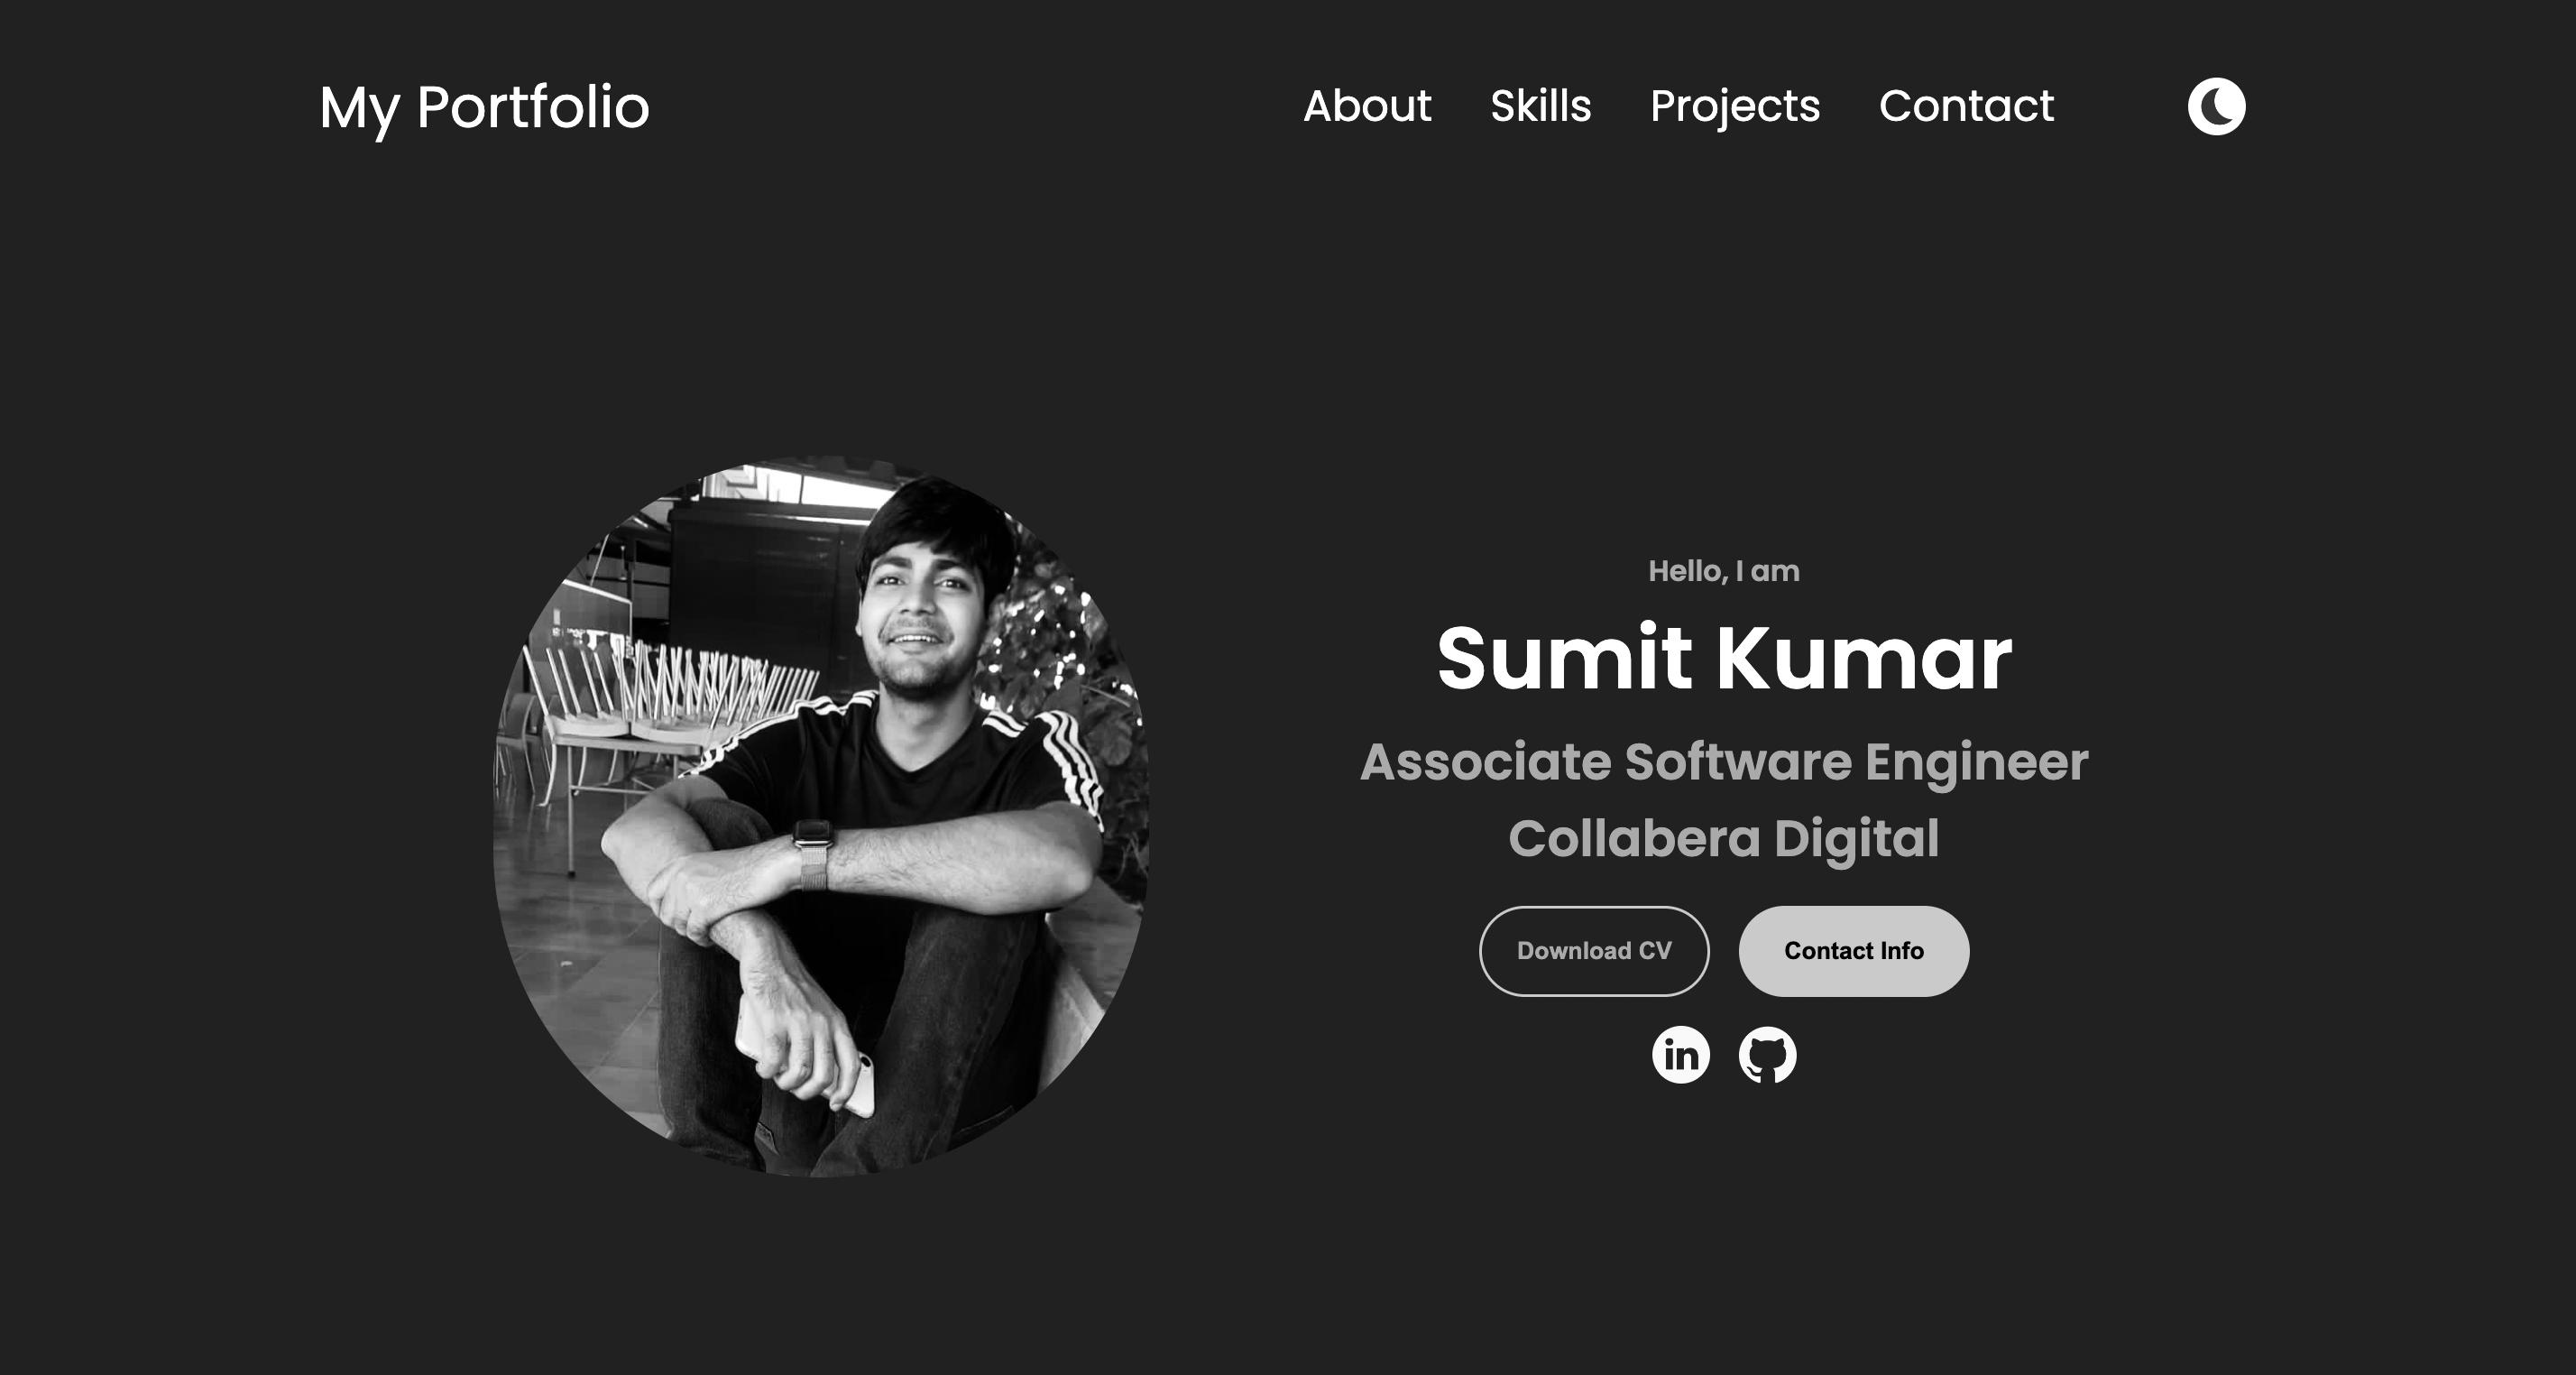 My Portfolio
About Skills Projects Contact
Hello, I am
Sumit Kumar
Associate Software Engineer
Collabera Digital
Download CV
Contact Info
in